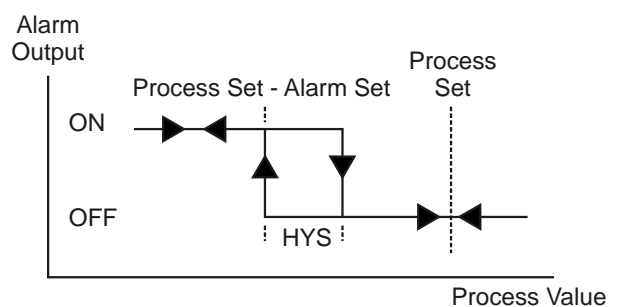 Alarm
Output
Process
Set
Process Set - Alarm Set
ON
OFF
HYS
Process Value